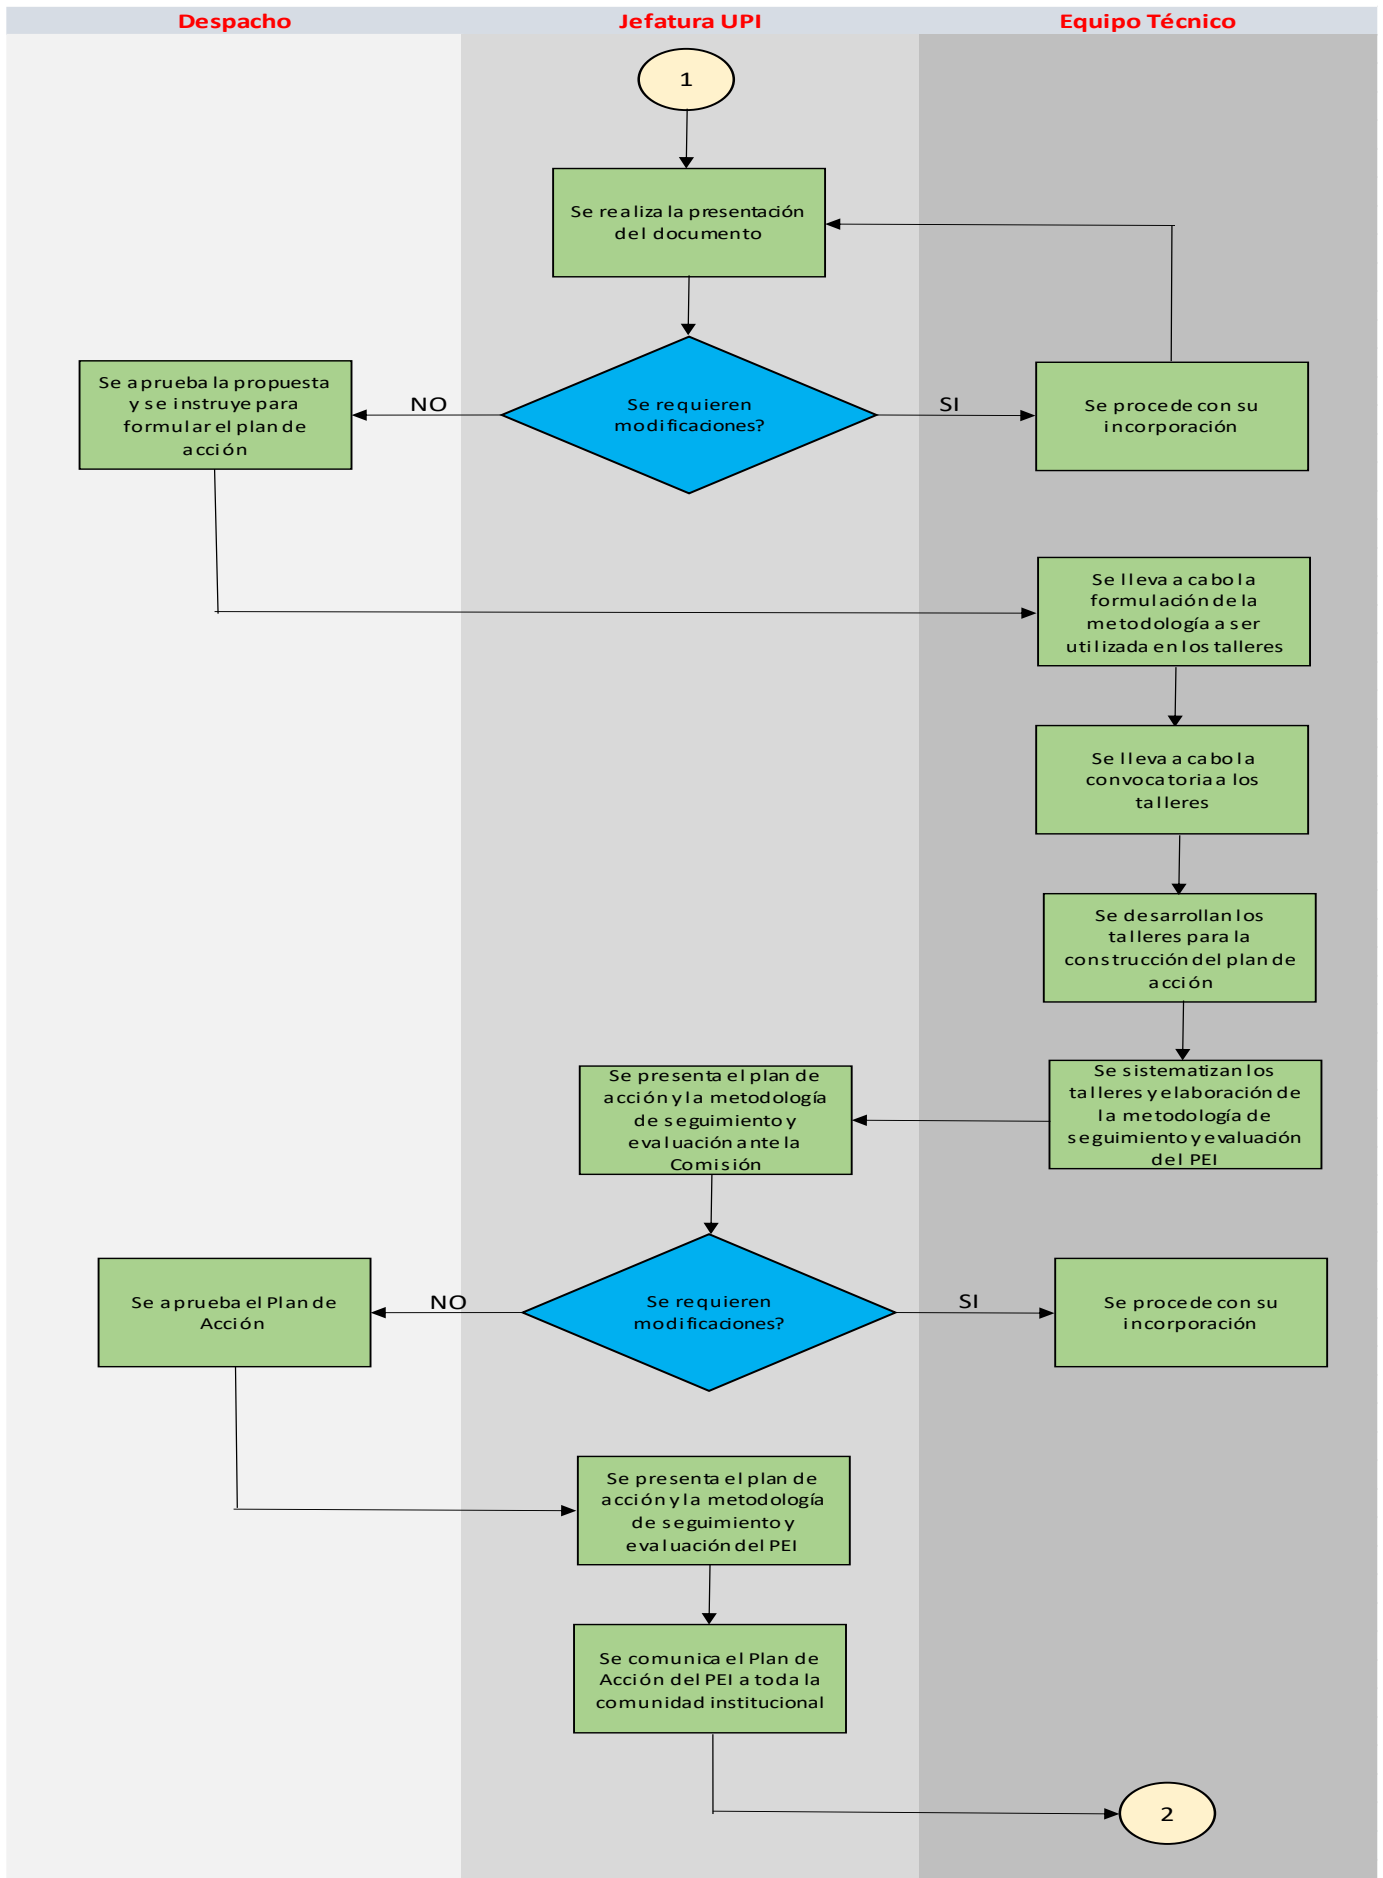 Despacho
Jefatura UPI
Equipo Técnico
1
Se realiza la presentación
del documento
Se aprueba la propuesta
y se instruye para
formular el plan de
acción
NO
Se requieren
modificaciones?
SI
Se procede con su
incorporación
Se lleva a cabo la
formulación de la
metodología a ser
utilizada en los talleres
Se lleva a cabo la
convocatoria a los
talleres
Se desarrollan los
talleres para la
construcción del plan de
acción
Se sistematizan los
talleres y elaboración de
la metodología de
seguimiento y evaluación
del PEI
Se presenta el plan de
acción y la metodología
de seguimiento y
evaluación ante la
Comisión
Se aprueba el Plan de
Acción
NO
Se requieren
modificaciones?
SI
Se procede con su
incorporación
Se presenta el plan de
acción y la metodología
de seguimiento y
evaluación del PEI
Se comunica el Plan de
Acción del PEI a toda la
comunidad institucional
2